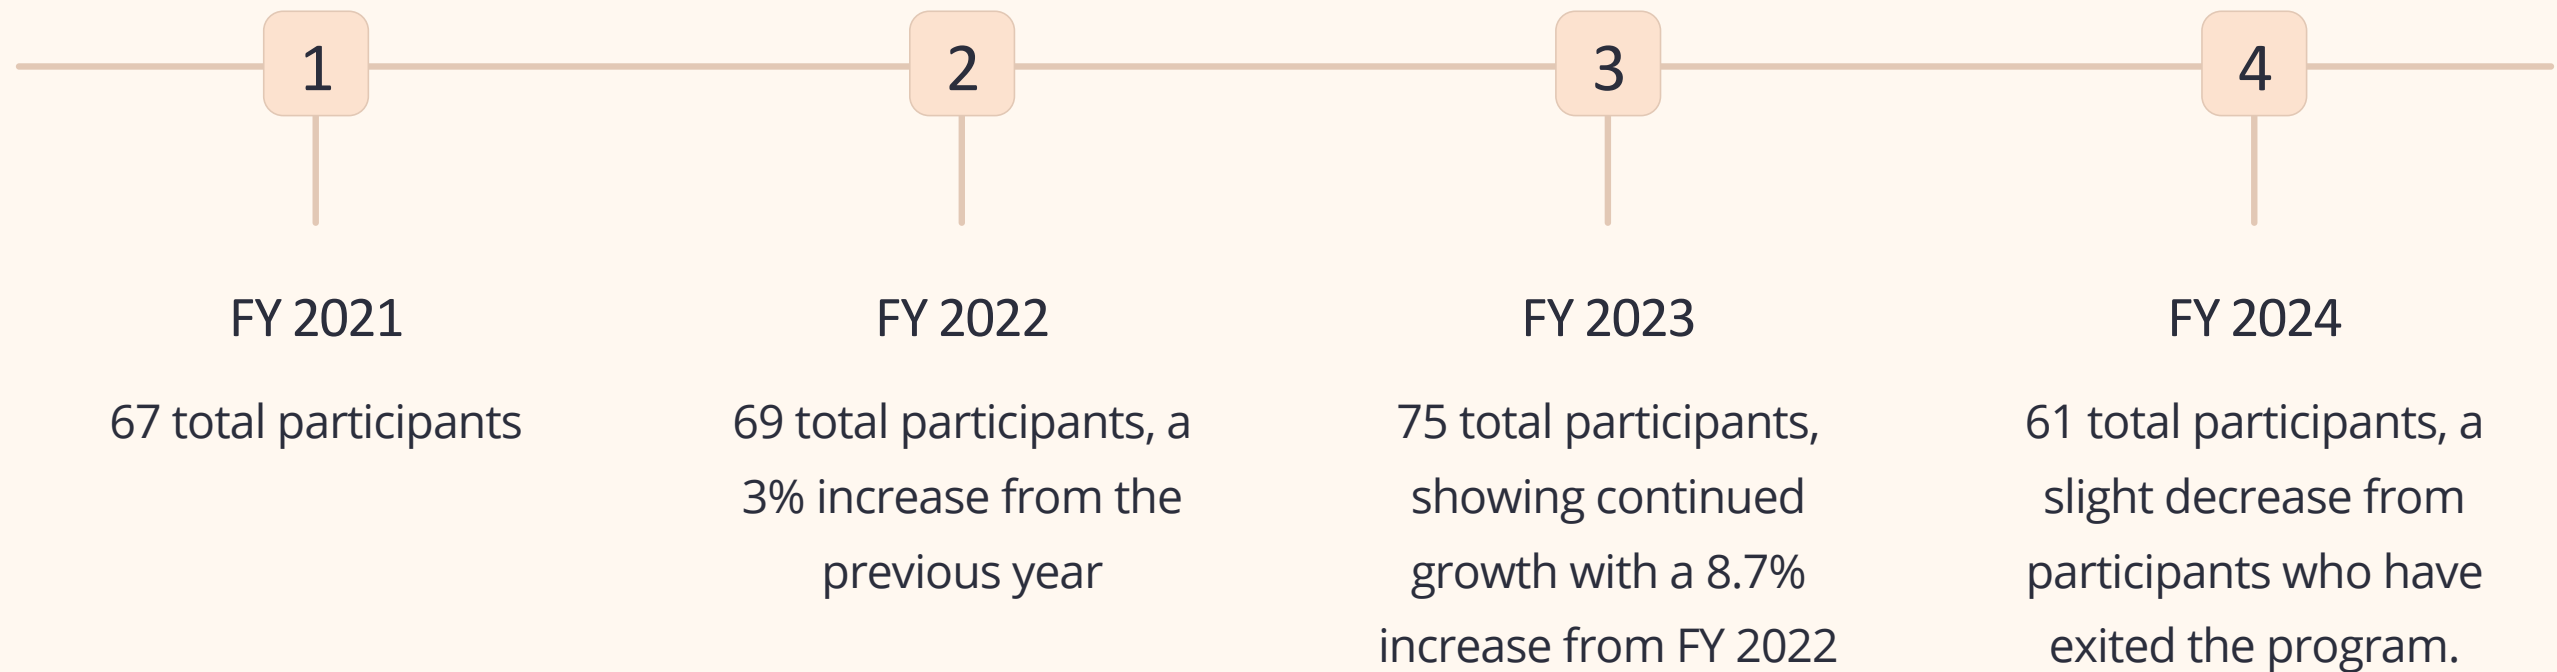 1
2
3
4
FY 2021
67 total participants
FY 2022
69 total participants, a
3% increase from the
previous year
FY 2023
75 total participants,
showing continued
growth with a 8.7%
increase from FY 2022
FY 2024
61 total participants, a
slight decrease from
participants who have
exited the program.